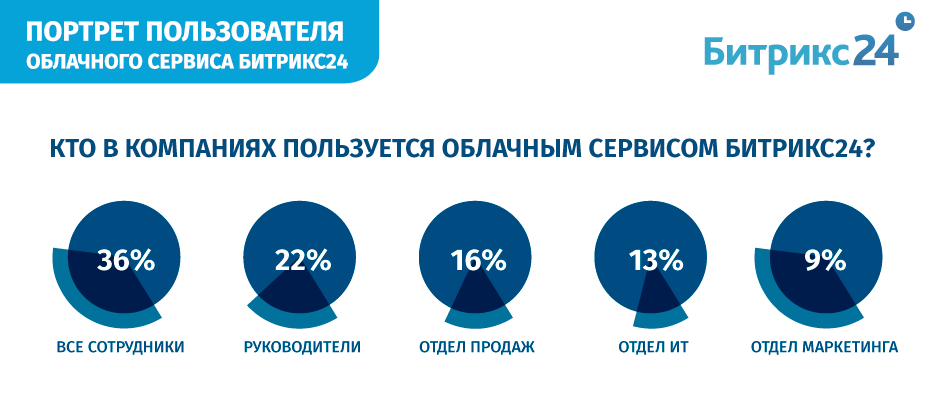 ПОРТРЕТ ПОЛЬЗОВАТЕЛЯ
ОБЛАЧНОГО СЕРВИСА БИТРИКС24
Битрикс24
КТО В КОМПАНИЯХ ПОЛЬЗУЕТСЯ ОБЛАЧНЫМ СЕРВИСОМ БИТРИКС24?
36% 22% 16% 13% 9%
ВСЕ СОТРУДНИКИ РУКОВОДИТЕЛИ ОТДЕЛ ПРОДАЖ ОТДЕЛ ИТ ОТДЕЛ МАРКЕТИНГА